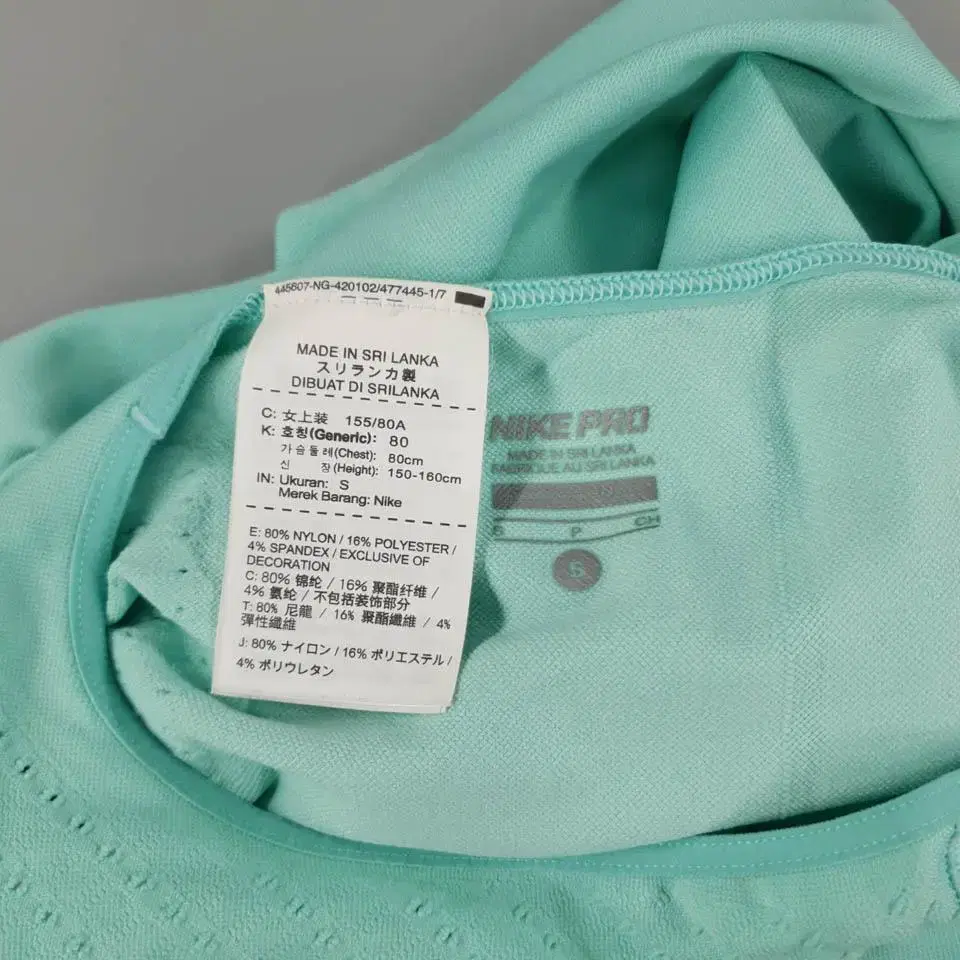 445607-NG-420102/477445-1/7
MADE IN SRI LANKA
スリランカ製
DIBUAT DI SRILANKA
C: 女上装 155/80A
K: 호칭(Generic): 80
가슴둘레(Chest): 80cm
신 장(Height): 150-160cm
IN: Ukuran: S
Merek Barang: Nike
E: 80% NYLON / 16% POLYESTER /
4% SPANDEX / EXCLUSIVE OF
DECORATION
C: 80% 锦纶 / 16% 聚酯纤维 /
4% 氨纶 / 不包括装饰部分
T: 80% 尼龍 / 16% 聚酯纖維 / 4%
彈性纖維
J: 80% ナイロン / 16% ポリエステル /
4% ポリウレタン
NIKE PRO
MADE IN SRI LANKA
FABRIQUE AU SRI LANKA
S P CH
S